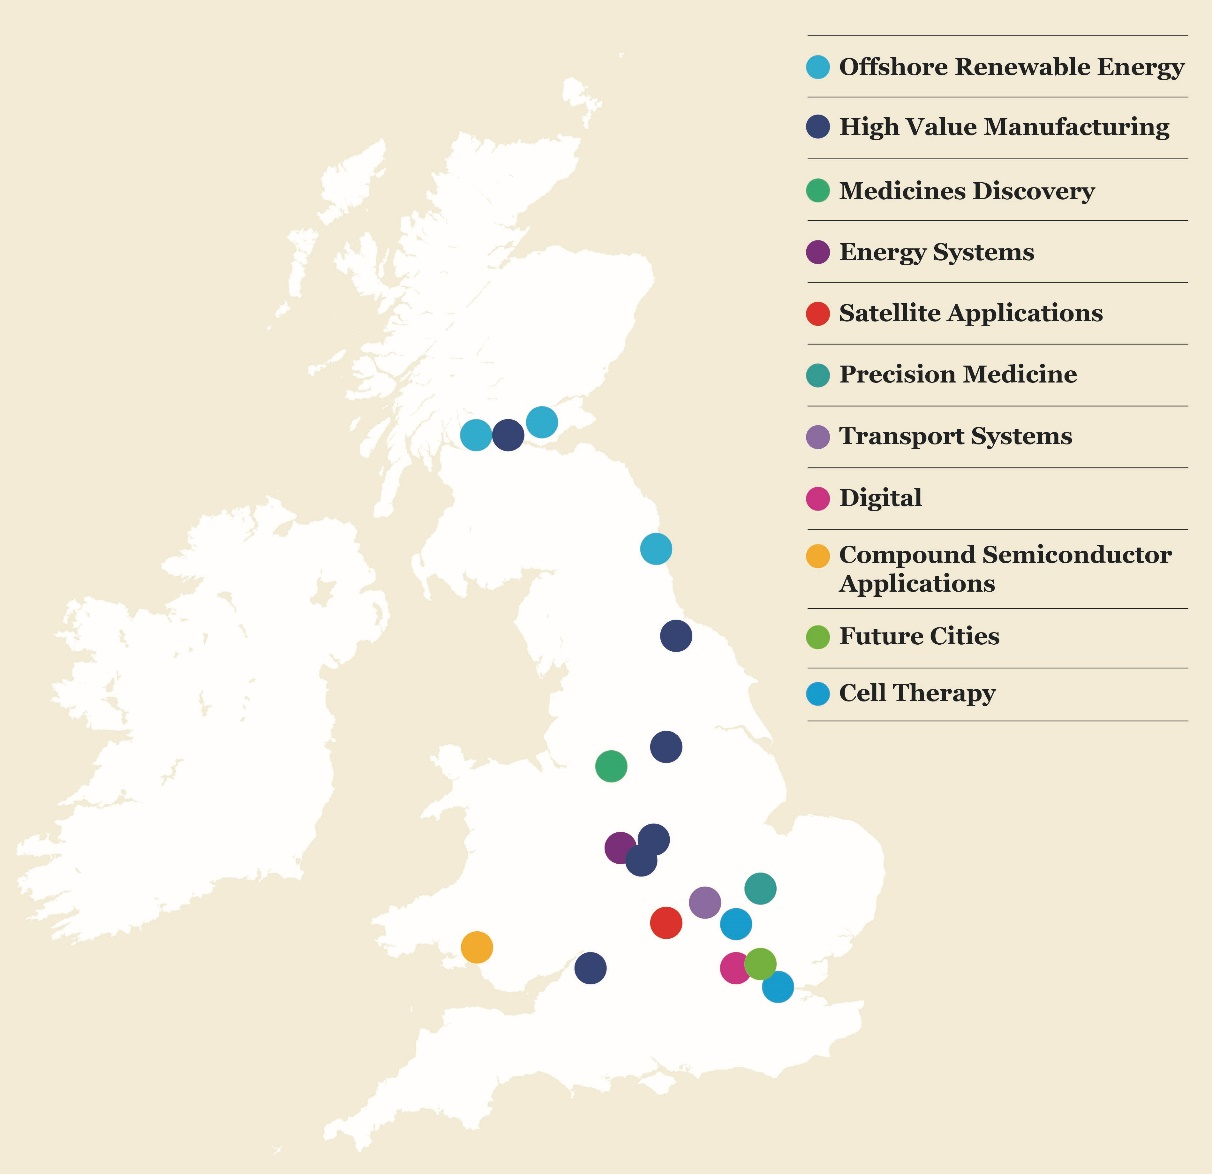 Offshore Renewable Energy
High Value Manufacturing
Medicines Discovery
Energy Systems
Satellite Applications
Precision Medicine
Transport Systems
Digital
Compound Semiconductor
Applications
Future Cities
Cell Therapy